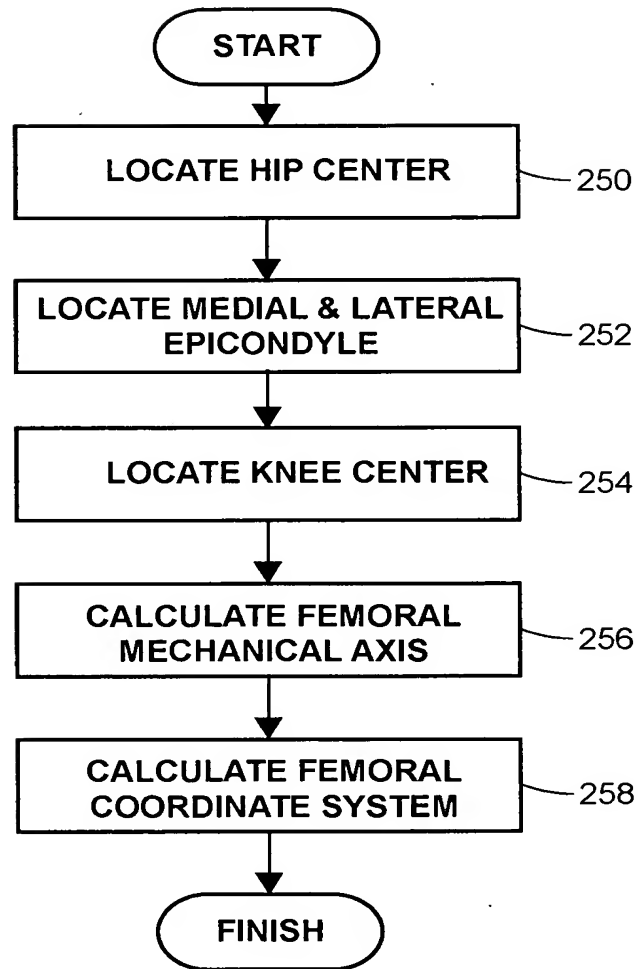 START
LOCATE HIP CENTER
250
LOCATE MEDIAL & LATERAL
EPICONDYLE
252
LOCATE KNEE CENTER
254
CALCULATE FEMORAL
MECHANICAL AXIS
256
CALCULATE FEMORAL
COORDINATE SYSTEM
258
FINISH